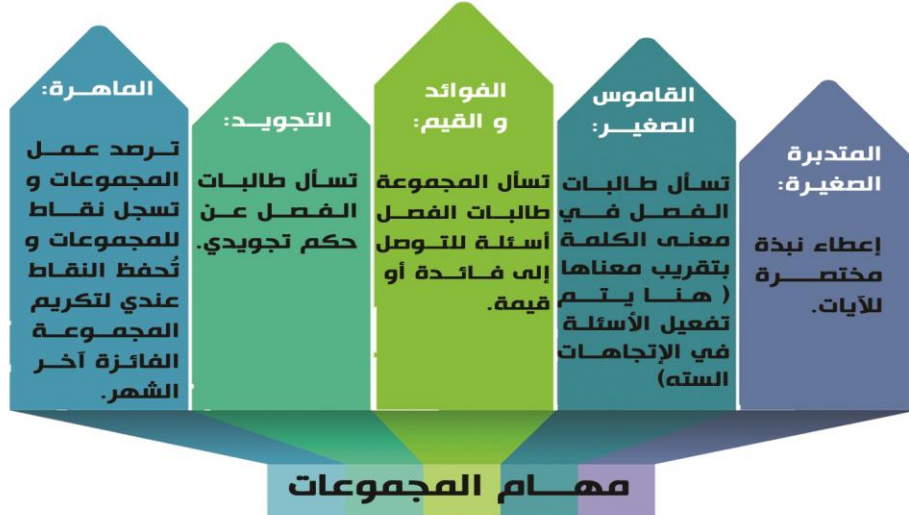 المتدبرة
الصغيرة:
إعطاء نبذة
مختصرة
للآيات.
القاموس
الصغير:
تسأل طالبات
الفصل في
معنى الكلمة
بتقريب معناها
( هنا يتم
تفعيل الأسئلة
في الإتجاهات
السته)
الفوائد
و القيم:
تسأل المجموعة
طالبات الفصل
أسئلة للتوصل
إلى فائدة أو
قيمة.
التجويد:
تسأل طالبات
الفصل عن
حكم تجويدي.
الماهرة:
ترصد عمل
المجموعات و
تسجل نقاط
للمجموعات و
تُحفظ النقاط
عندي لتكريم
المجموعة
الفائزة آخر
الشهر.
مهام المجموعات